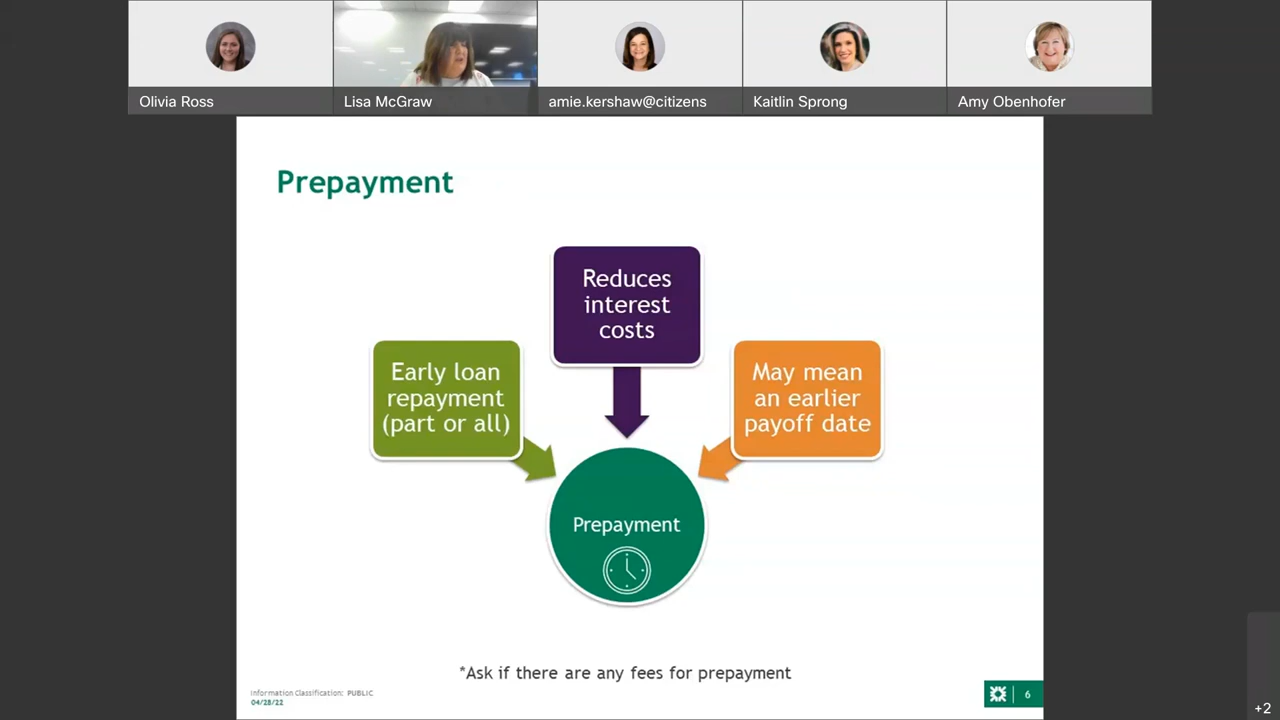 Olivia Ross
Lisa McGraw
amie.kershaw@citizens
Kaitlin Sprong
Amy Obenhofer
Prepayment
Reduces
interest
costs
Early loan
repayment
(part or all)
May mean
an earlier
payoff date
Prepayment
*Ask if there are any fees for prepayment
Information Classification: PUBLIC
04/28/22
6
+2